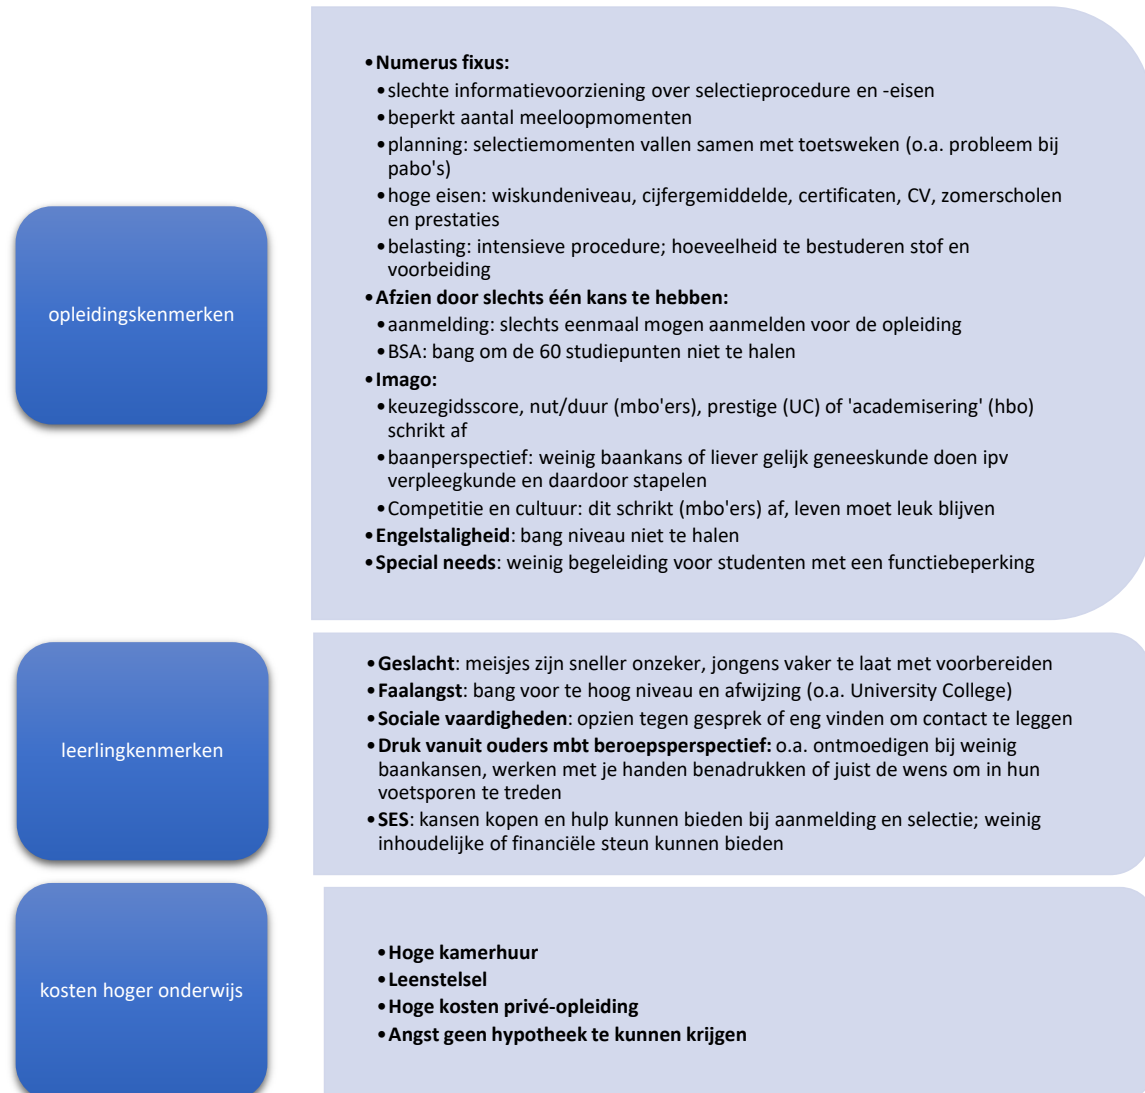 opleidingskenmerken
•Numerus fixus:
•slechte informatievoorziening over selectieprocedure en -eisen
•beperkt aantal meeloopmomenten
•planning: selectiemomenten vallen samen met toetsweken (o.a. probleem bij
pabo's)
•hoge eisen: wiskundeniveau, cijfergemiddelde, certificaten, CV, zomerscholen
en prestaties
•belasting: intensieve procedure; hoeveelheid te bestuderen stof en
voorbeiding
•Afzien door slechts één kans te hebben:
•aanmelding: slechts eenmaal mogen aanmelden voor de opleiding
•BSA: bang om de 60 studiepunten niet te halen
•Imago:
•keuzegidsscore, nut/duur (mbo'ers), prestige (UC) of 'academisering' (hbo)
schrikt af
•baanperspectief: weinig baankans of liever gelijk geneeskunde doen ipv
verpleegkunde en daardoor stapelen
•Competitie en cultuur: dit schrikt (mbo'ers) af, leven moet leuk blijven
•Engelstaligheid: bang niveau niet te halen
•Special needs: weinig begeleiding voor studenten met een functiebeperking
leerlingkenmerken
•Geslacht: meisjes zijn sneller onzeker, jongens vaker te laat met voorbereiden
•Faalangst: bang voor te hoog niveau en afwijzing (o.a. University College)
•Sociale vaardigheden: opzien tegen gesprek of eng vinden om contact te leggen
•Druk vanuit ouders mbt beroepsperspectief: o.a. ontmoedigen bij weinig
baankansen, werken met je handen benadrukken of juist de wens om in hun
voetsporen te treden
•SES: kansen kopen en hulp kunnen bieden bij aanmelding en selectie; weinig
inhoudelijke of financiële steun kunnen bieden
kosten hoger onderwijs
•Hoge kamerhuur
•Leenstelsel
•Hoge kosten privé-opleiding
•Angst geen hypotheek te kunnen krijgen